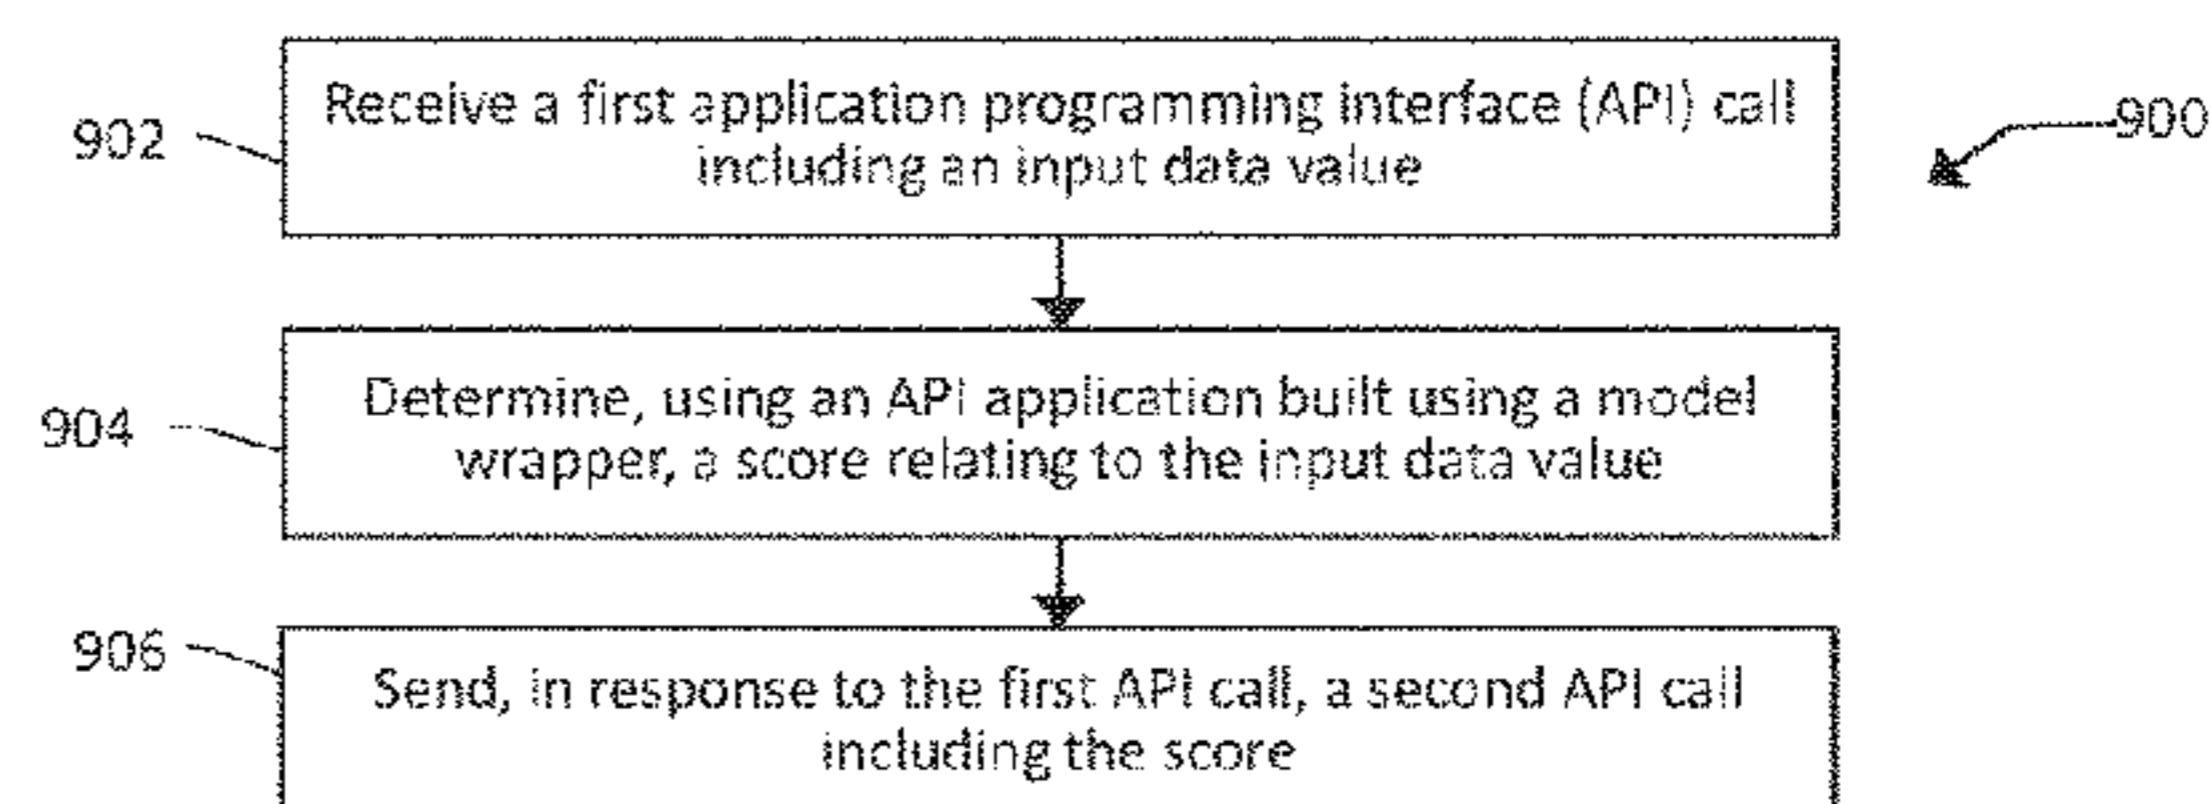 Receive a first application programming interface (API) call
including an input data value
902
900
Determine, using an API application built using a model
wrapper, a score relating to the input data value
904
906
Send, in response to the first API call, a second API call
including the score